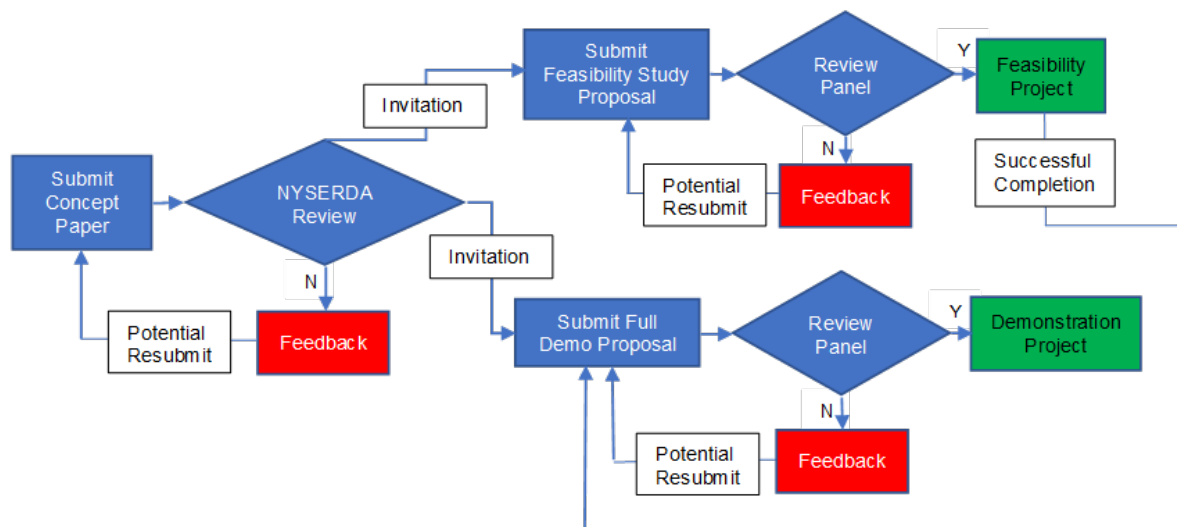 Submit
Feasibility Study
Proposal
Review
Panel
Y
Feasibility
Project
Invitation
N
Successful
Completion
Potential
Resubmit
Feedback
Submit
Concept
Paper
NYSERDA
Review
Invitation
N
Potential
Resubmit
Feedback
Submit Full
Demo Proposal
Review
Panel
Y
Demonstration
Project
N
Potential
Resubmit
Feedback